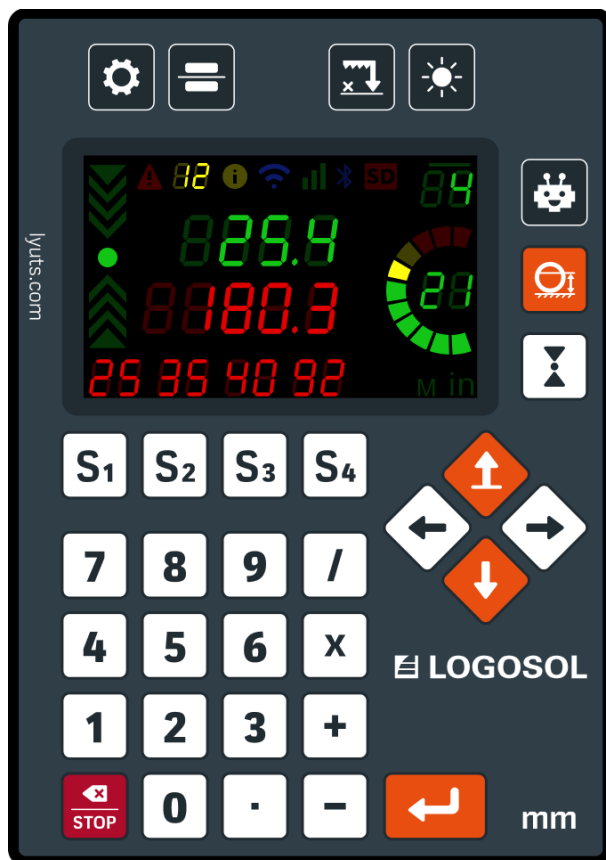 12 i SD 4
25.4
21
180.3
25 35 40 92 M in
lyuts.com
S1 S2 S3 S4
7 8 9 /
4 5 6 x
LOGOSOL
1 2 3 +
STOP 0 . −
mm